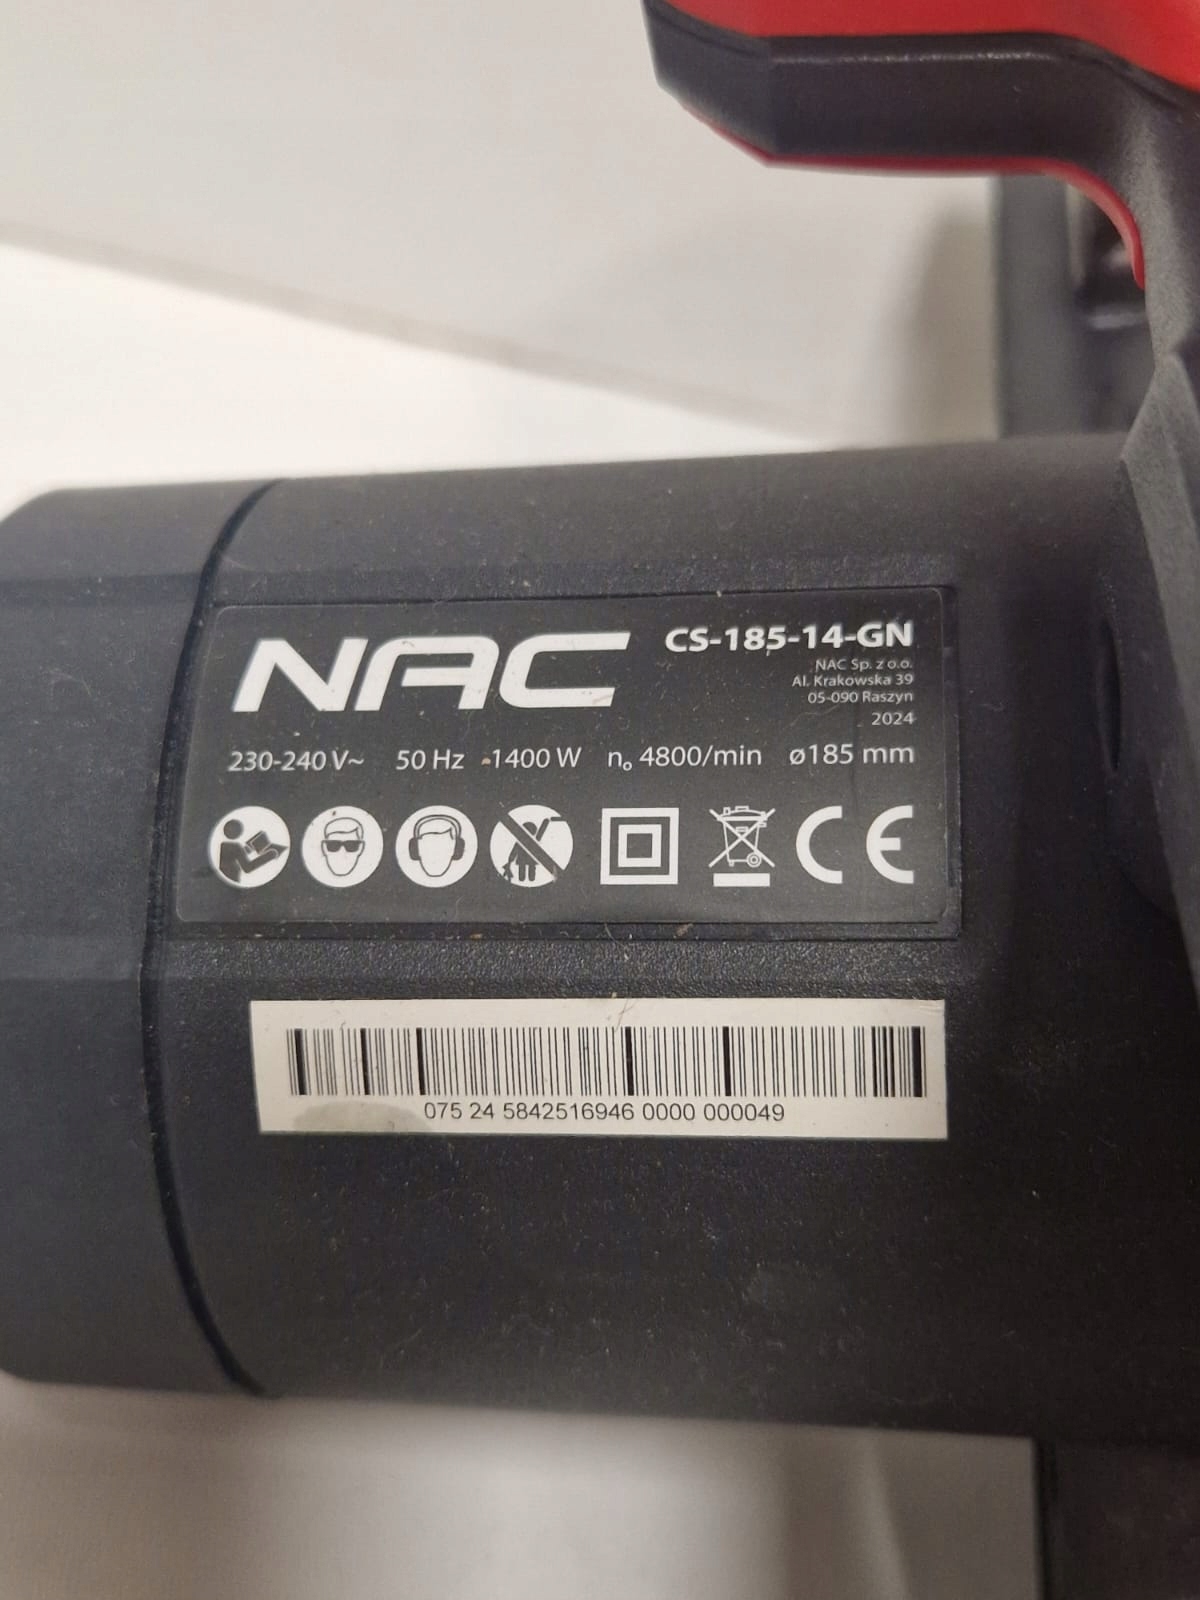 NAC
CS-185-14-GN
NAC Sp. z o.o.
Al. Krakowska 39
05-090 Raszyn
2024
230-240 V~ 50 Hz 1400 W n₀ 4800/min ø185 mm
CE
075 24 5842516946 0000 000049